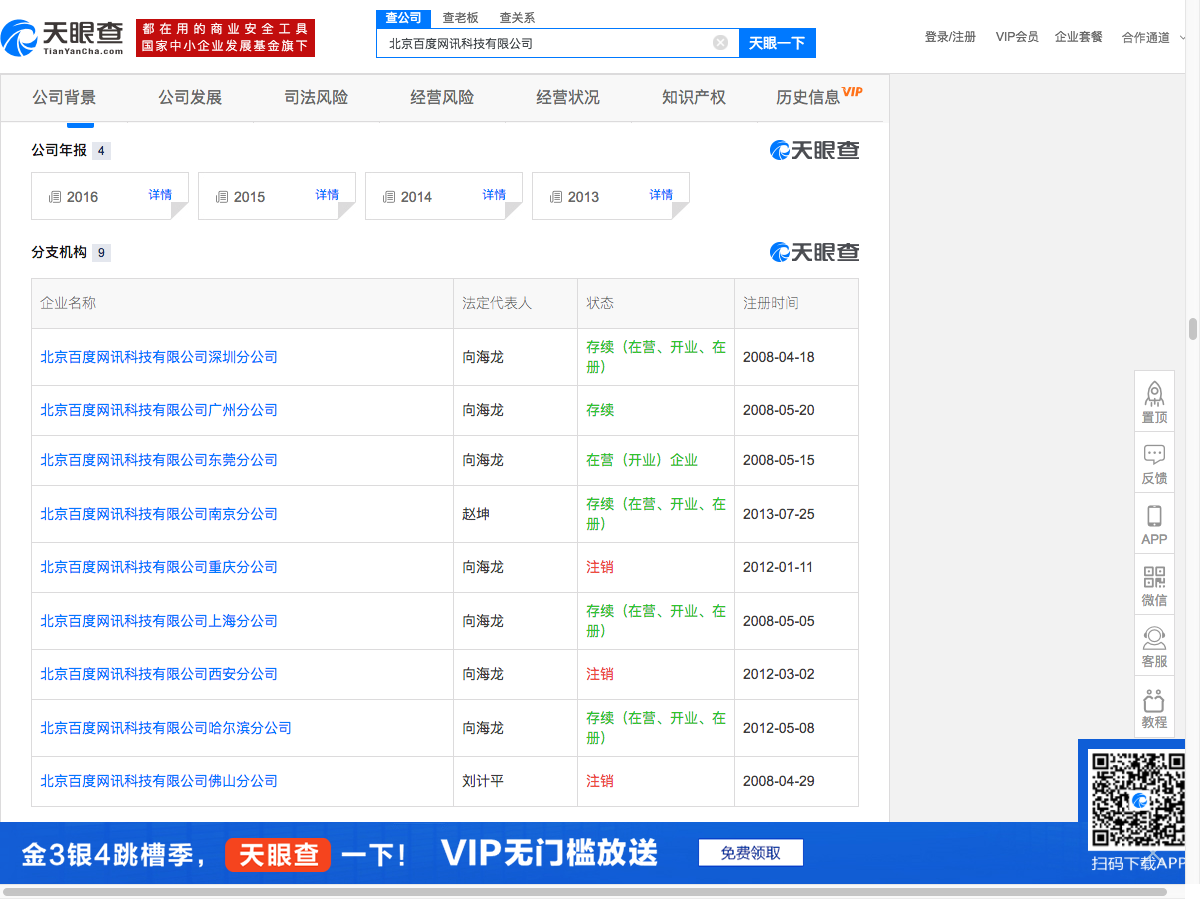 天眼查
TianYanCha.com
都在用的商业安全工具
国家中小企业发展基金旗下
查公司 查老板 查关系
北京百度网讯科技有限公司 天眼一下
登录/注册 VIP会员 企业套餐 合作通道
公司背景 公司发展 司法风险 经营风险 经营状况 知识产权 历史信息 VIP
公司年报 4 天眼查
2016 详情 2015 详情 2014 详情 2013 详情
分支机构 9 天眼查
企业名称 法定代表人 状态 注册时间
北京百度网讯科技有限公司深圳分公司 向海龙 存续（在营、开业、在
册） 2008-04-18
北京百度网讯科技有限公司广州分公司 向海龙 存续 2008-05-20
北京百度网讯科技有限公司东莞分公司 向海龙 在营（开业）企业 2008-05-15
北京百度网讯科技有限公司南京分公司 赵坤 存续（在营、开业、在
册） 2013-07-25
北京百度网讯科技有限公司重庆分公司 向海龙 注销 2012-01-11
北京百度网讯科技有限公司上海分公司 向海龙 存续（在营、开业、在
册） 2008-05-05
北京百度网讯科技有限公司西安分公司 向海龙 注销 2012-03-02
北京百度网讯科技有限公司哈尔滨分公司 向海龙 存续（在营、开业、在
册） 2012-05-08
北京百度网讯科技有限公司佛山分公司 刘计平 注销 2008-04-29
置顶
反馈
APP
微信
客服
教程
金3银4跳槽季，天眼查一下！ VIP无门槛放送 免费领取
扫码下载APP